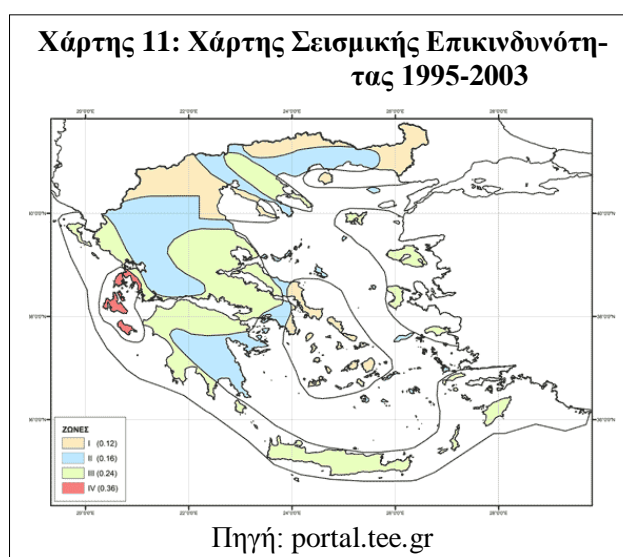 Χάρτης 11: Χάρτης Σεισμικής Επικινδυνότη-
τας 1995-2003
ΖΩΝΕΣ
I (0.12)
II (0.16)
III (0.24)
IV (0.36)
Πηγή: portal.tee.gr